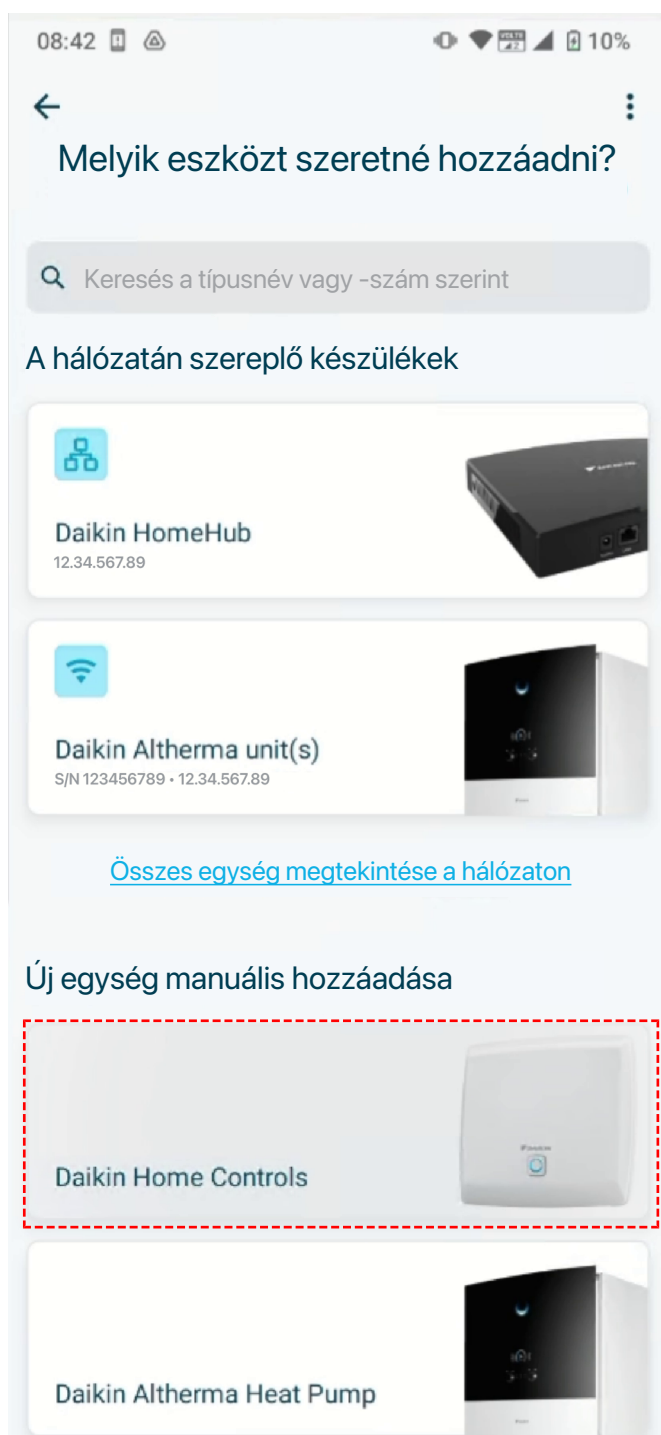 08:42 10%
Melyik eszközt szeretné hozzáadni?
Keresés a típusnév vagy -szám szerint
A hálózatán szereplő készülékek
Daikin HomeHub
12.34.567.89
Daikin Altherma unit(s)
S/N 123456789 • 12.34.567.89
Összes egység megtekintése a hálózaton
Új egység manuális hozzáadása
Daikin Home Controls
Daikin Altherma Heat Pump